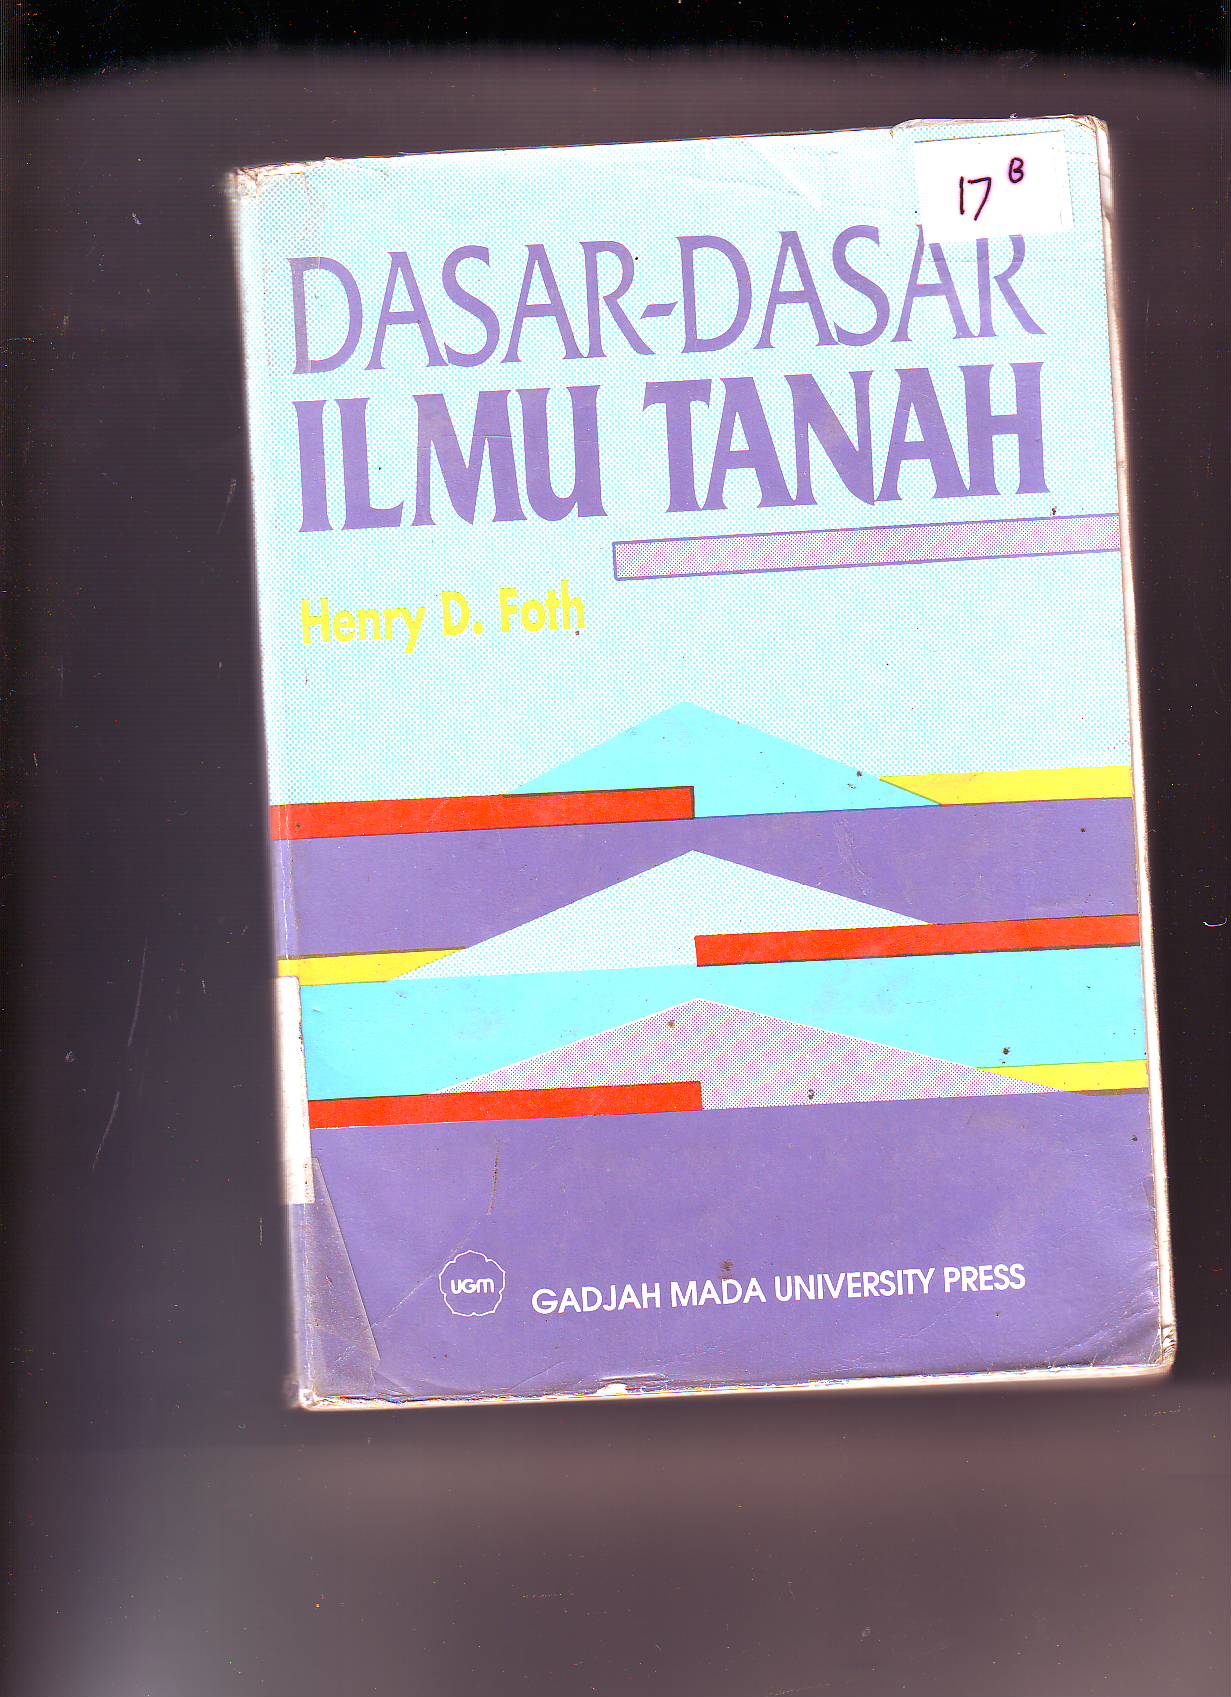 17 B
DASAR-DASAR
ILMU TANAH
Henry D. Foth
UGM
GADJAH MADA UNIVERSITY PRESS